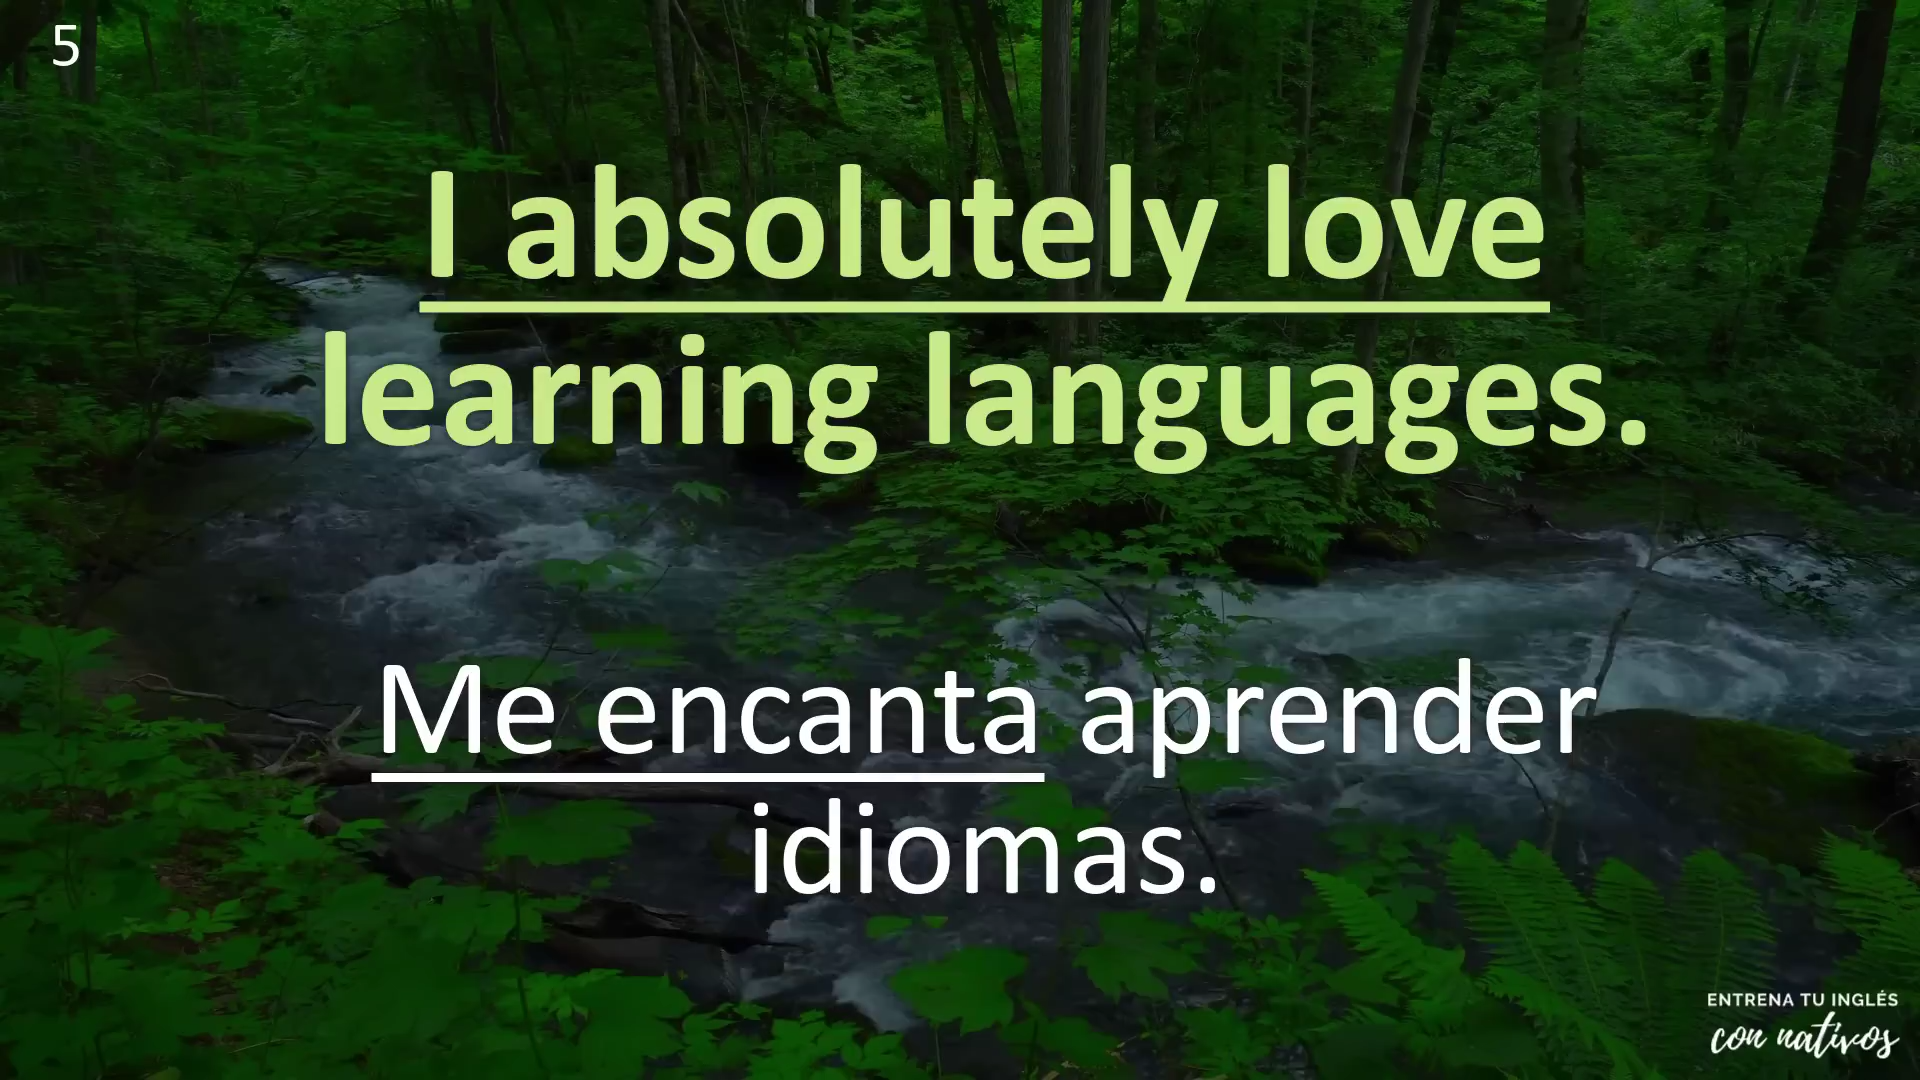 5
I absolutely love
learning languages.
Me encanta aprender
idiomas.
ENTRENA TU INGLÉS
con nativos